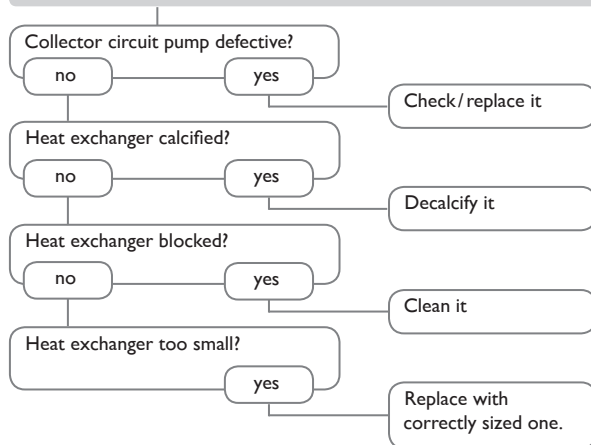 Collector circuit pump defective?
no
yes
Check/replace it
Heat exchanger calcified?
no
yes
Decalcify it
Heat exchanger blocked?
no
yes
Clean it
Heat exchanger too small?
yes
Replace with
correctly sized one.